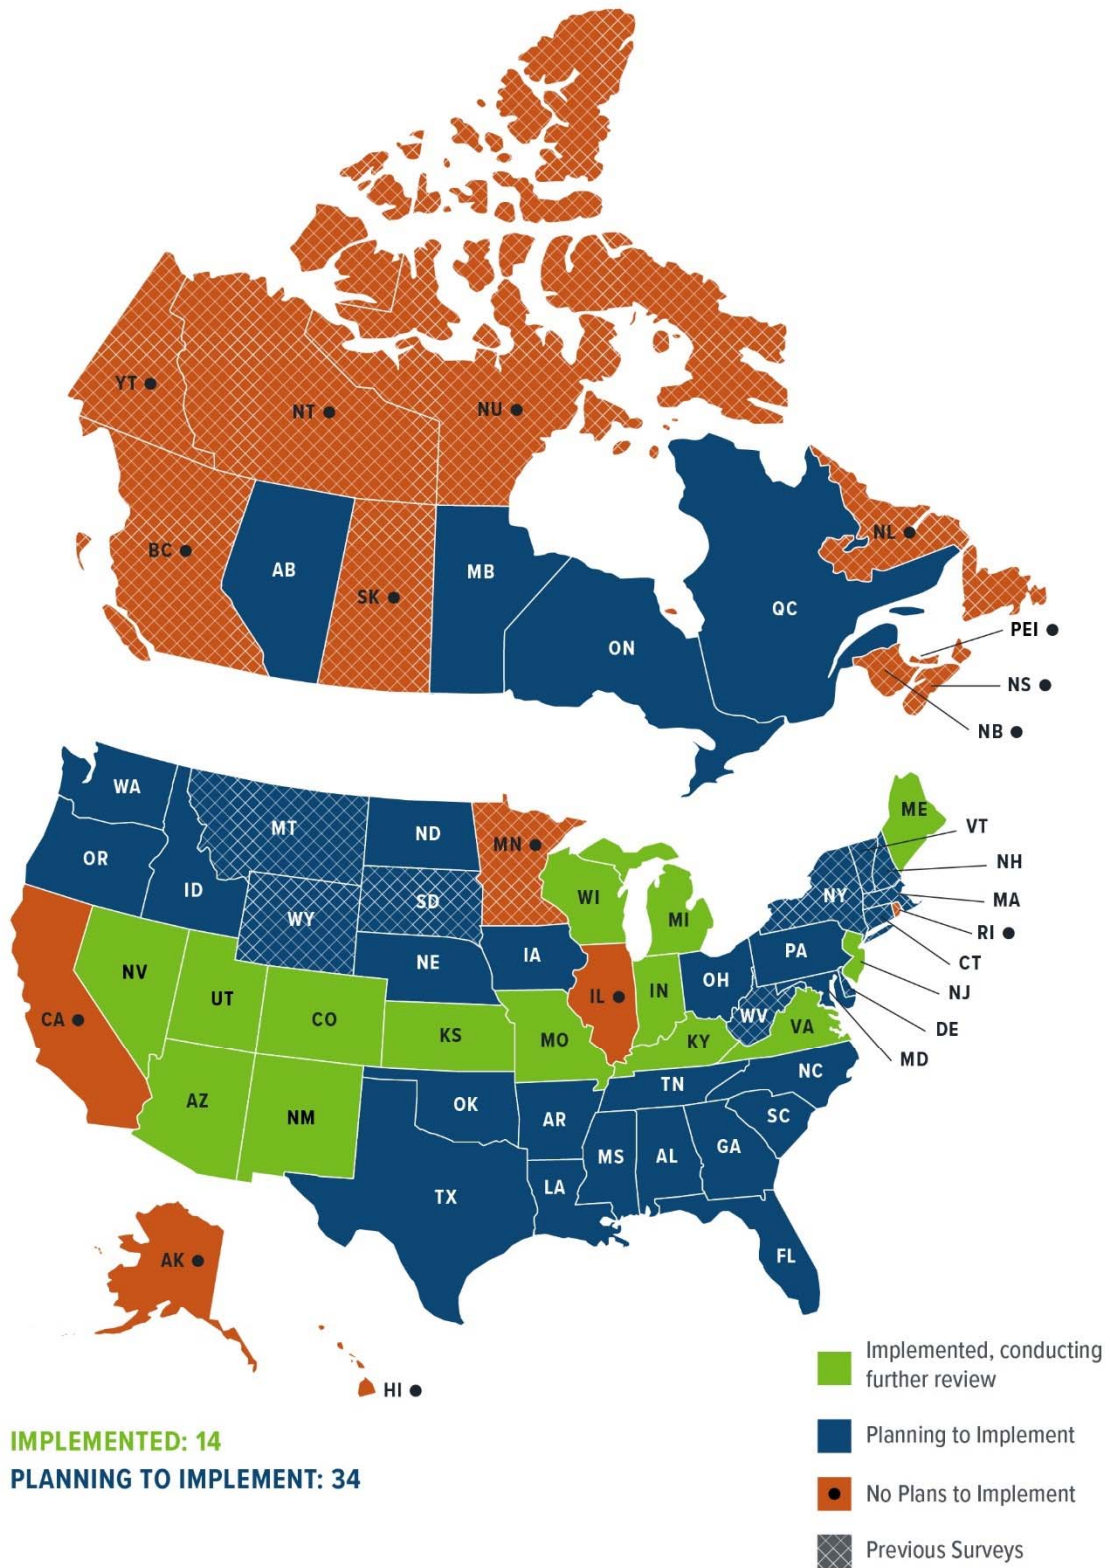 YT
NT
NU
BC
AB
SK
MB
ON
QC
NL
PEI
NS
NB
WA
OR
ID
MT
WY
ND
SD
NE
MN
IA
WI
MI
ME
VT
NH
MA
RI
CT
NJ
DE
MD
NY
PA
OH
WV
VA
CA
NV
UT
CO
KS
MO
IL
IN
KY
AZ
NM
OK
AR
TN
NC
SC
TX
LA
MS
AL
GA
FL
AK
HI
Implemented, conducting
further review
Planning to Implement
No Plans to Implement
Previous Surveys
IMPLEMENTED: 14
PLANNING TO IMPLEMENT: 34